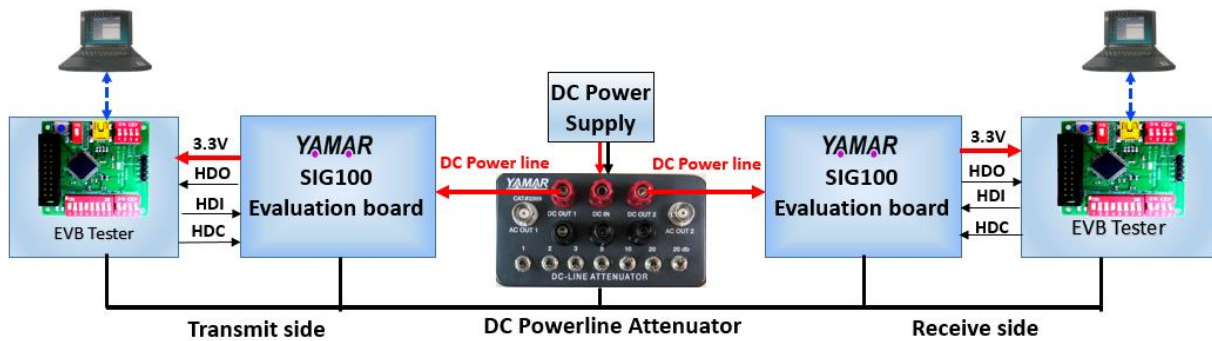 DC Power
Supply
3.3V
HDO
HDI
HDC
EVB Tester
YAMAR
SIG100
Evaluation board
DC Power line
DC Power line
YAMAR
DC OUT 1
DC IN
DC OUT 2
AC OUT 1
AC OUT 2
1 2 3 5 10 20 20 db
DC-LINE ATTENUATOR
YAMAR
SIG100
Evaluation board
3.3V
HDO
HDI
HDC
EVB Tester
Transmit side
DC Powerline Attenuator
Receive side